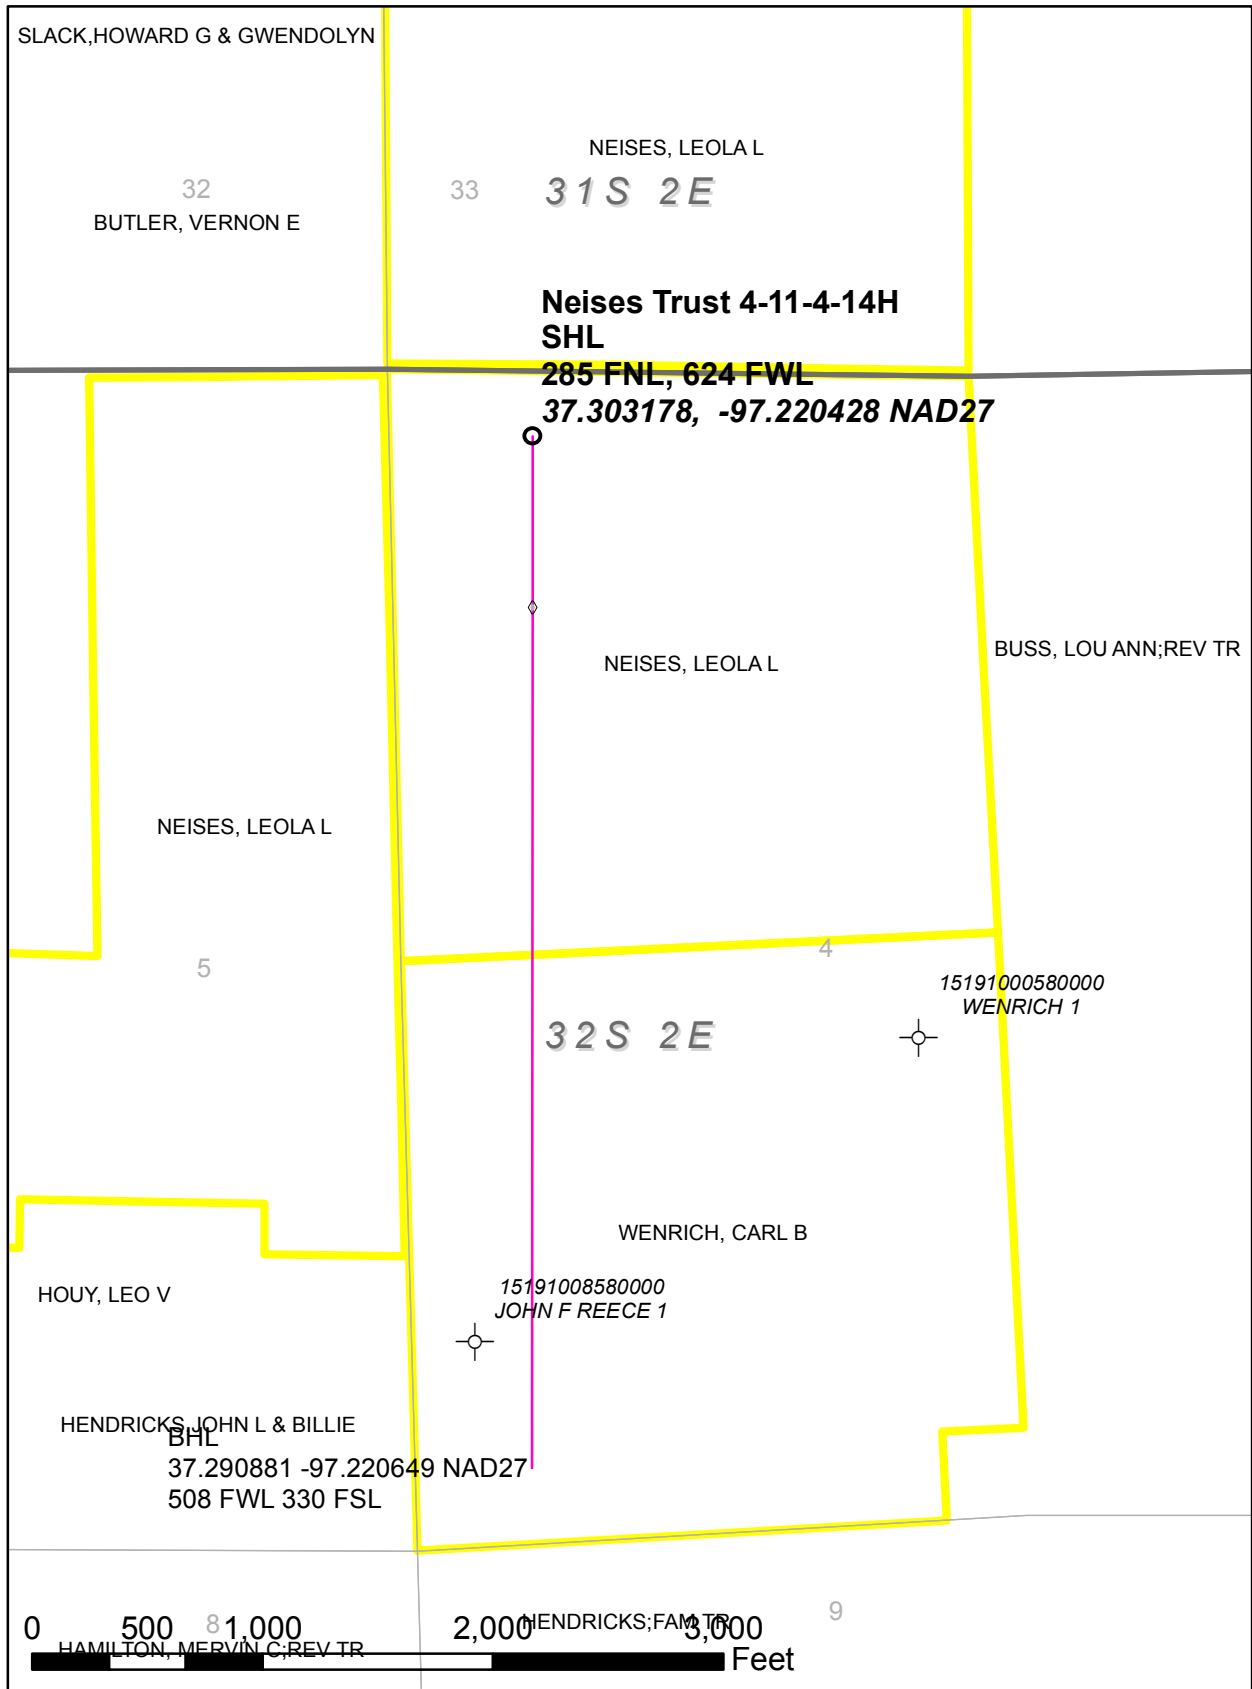 SLACK,HOWARD G & GWENDOLYN
NEISES, LEOLA L
32
33
31S 2E
BUTLER, VERNON E
Neises Trust 4-11-4-14H
SHL
285 FNL, 624 FWL
37.303178, -97.220428 NAD27
BUSS, LOU ANN;REV TR
NEISES, LEOLA L
NEISES, LEOLA L
4
5
15191000580000
WENRICH 1
32S 2E
WENRICH, CARL B
HOUY, LEO V
15191008580000
JOHN F REECE 1
HENDRICKS,JOHN L & BILLIE
BHL
37.290881 -97.220649 NAD27
508 FWL 330 FSL
9
8
HENDRICKS;FAM TR
0 500 1,000 2,000 3,000
HAMILTON, MERVIN C;REV TR
Feet